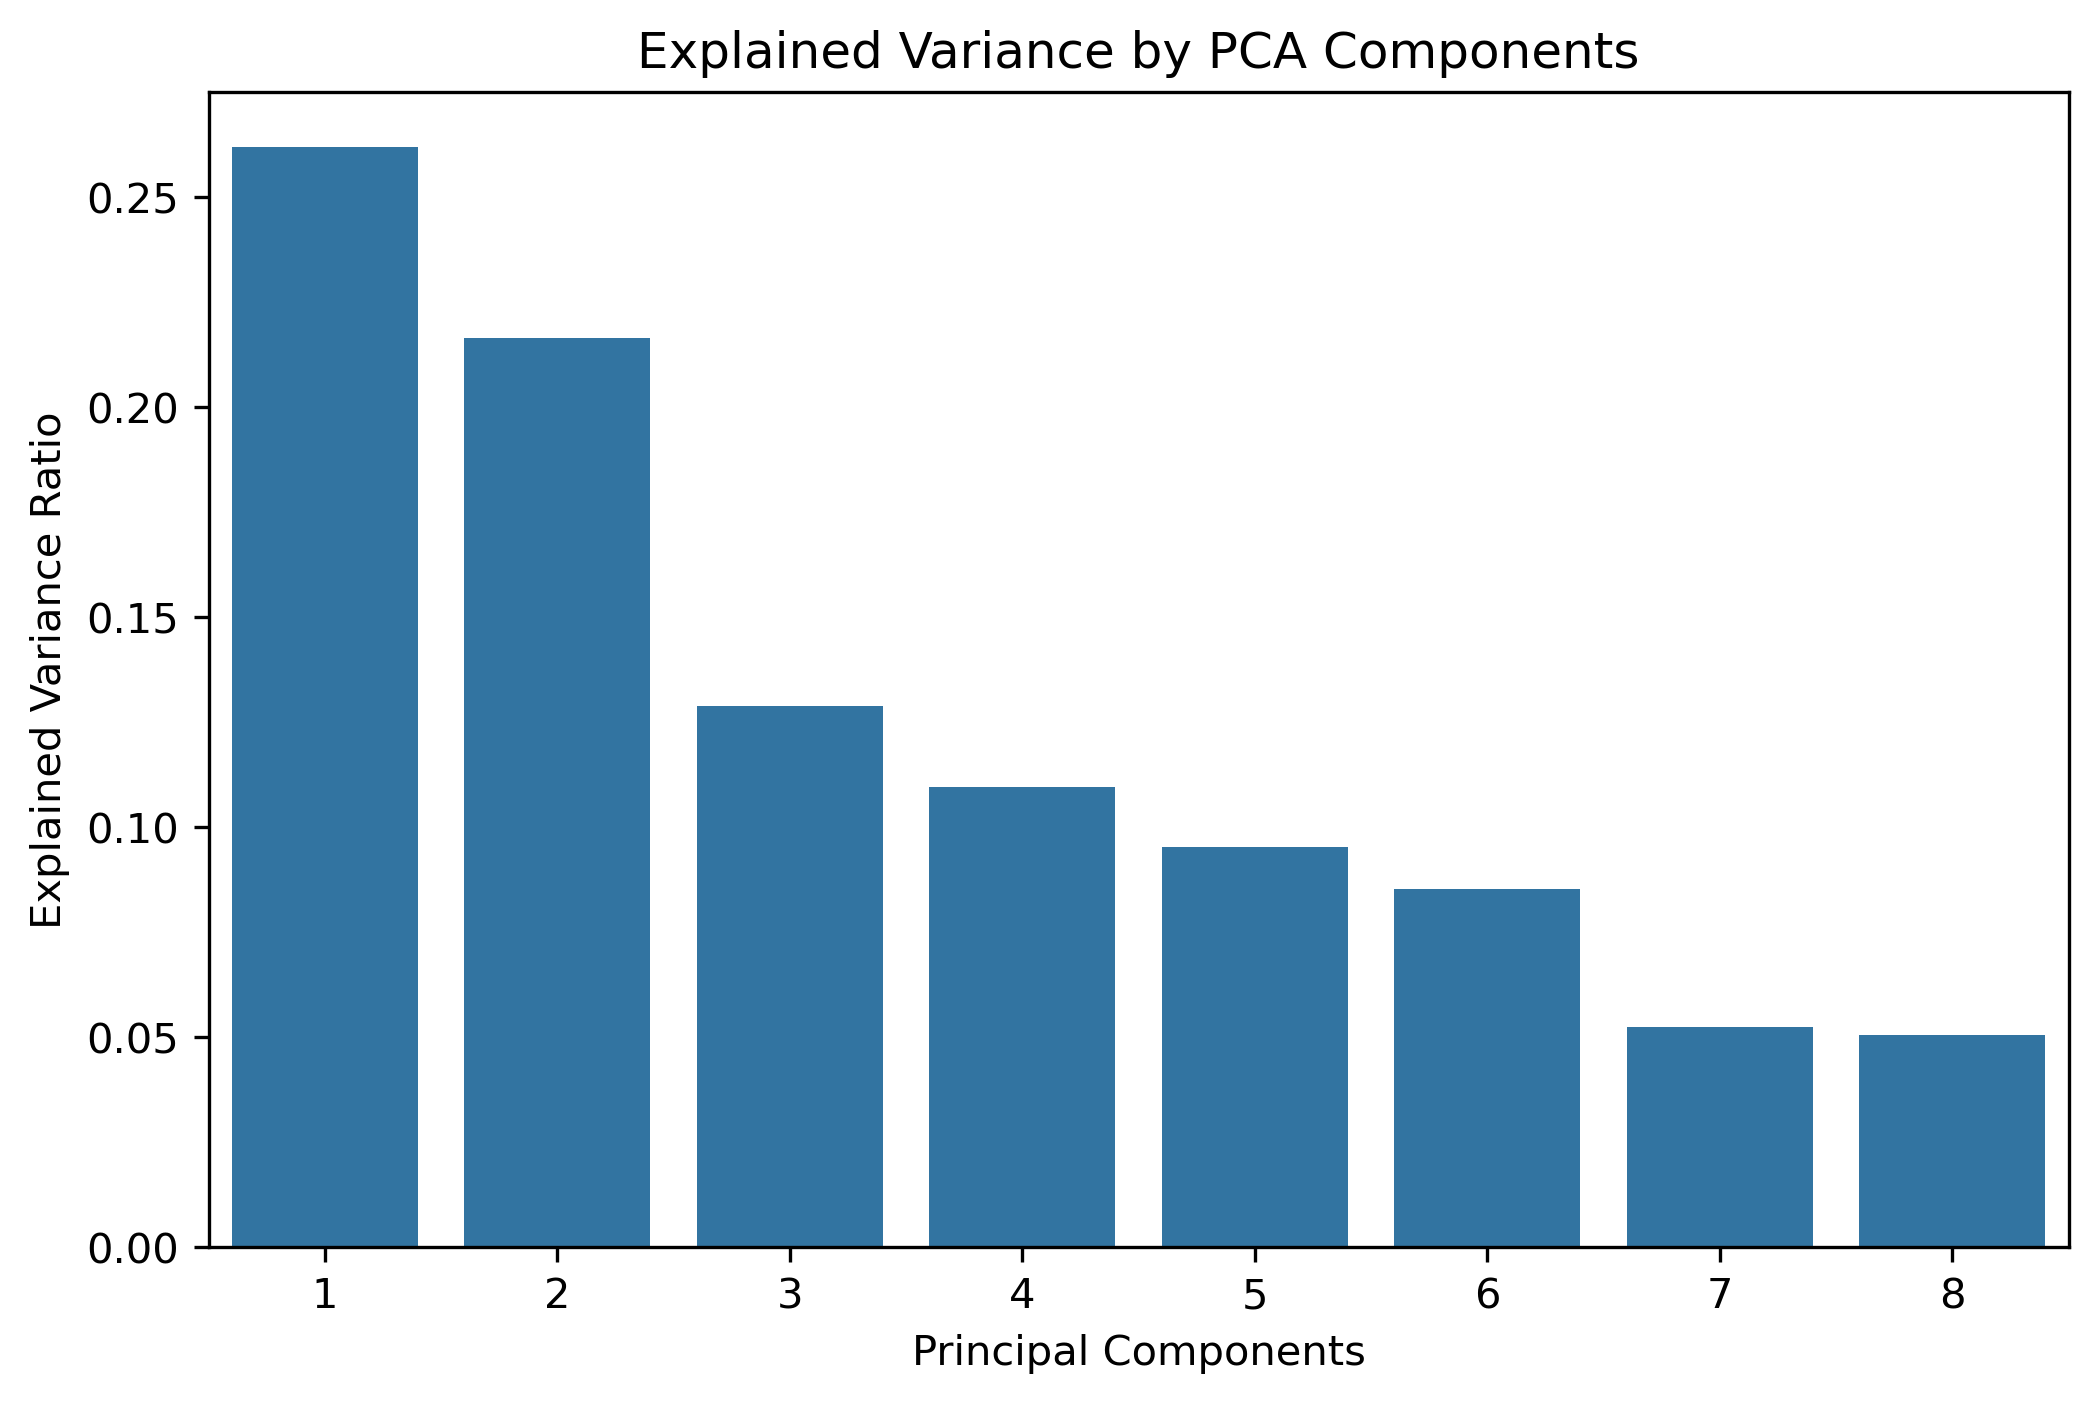 Explained Variance by PCA Components
Explained Variance Ratio
0.25
0.20
0.15
0.10
0.05
0.00
1 2 3 4 5 6 7 8
Principal Components